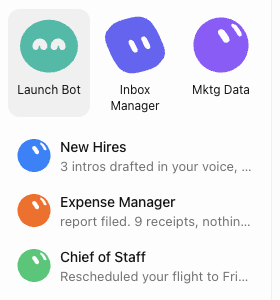 Launch Bot
Inbox
Manager
Mktg Data
New Hires
3 intros drafted in your voice, ...
Expense Manager
report filed. 9 receipts, nothin...
Chief of Staff
Rescheduled your flight to Fri...